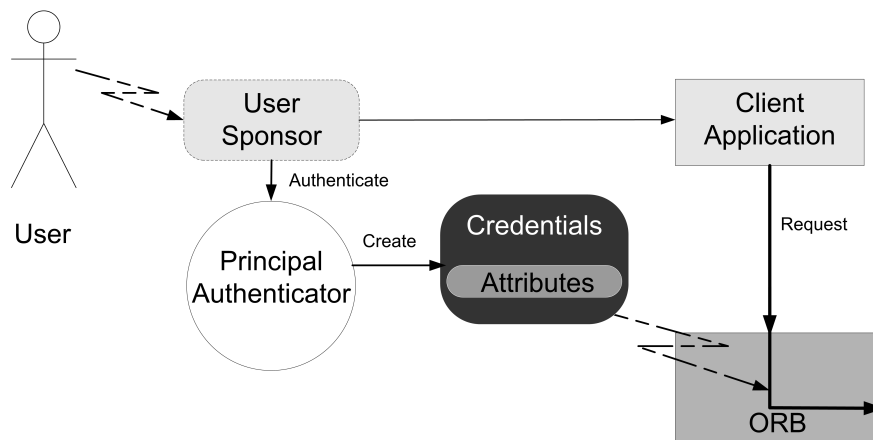 User
Sponsor
Client
Application
Authenticate
User
Request
Credentials
Create
Principal
Authenticator
Attributes
ORB